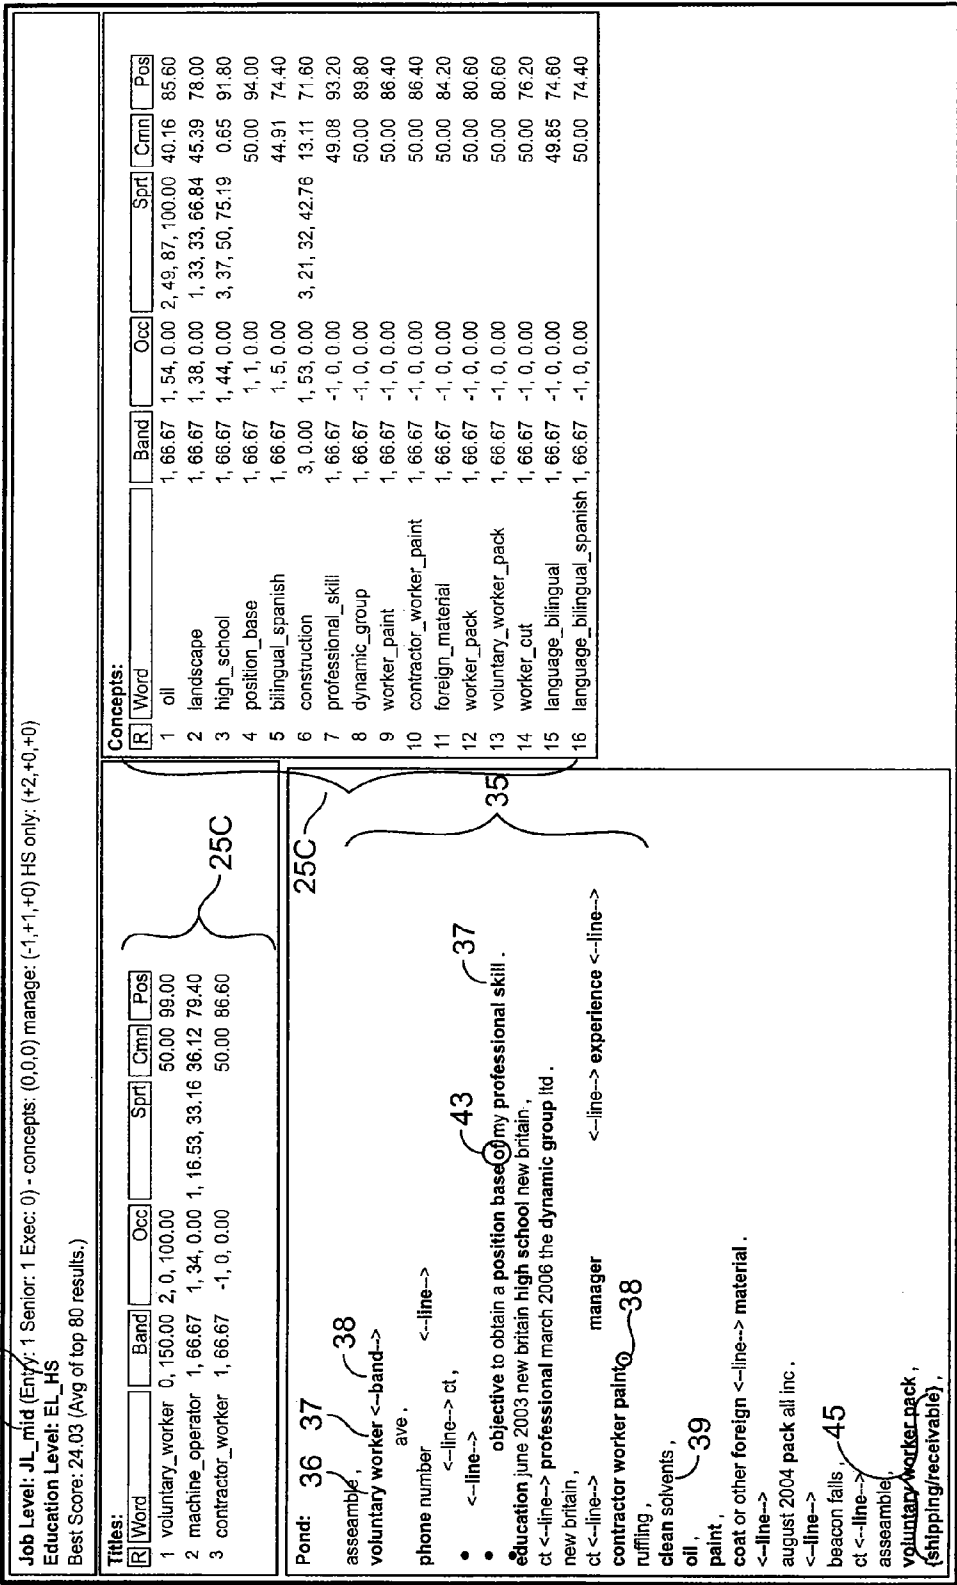 Job Level: JL_mid (Entry: 1 Senior: 1 Exec: 0) - concepts: (0,0,0) manage: (-1,+1,+0) HS only: (+2,+0,+0)
Education Level: EL_HS
Best Score: 24.03 (Avg of top 80 results.)
Titles:
R Word Band Occ Sprt Cmn Pos
1 voluntary_worker 0, 150.00 2, 0, 100.00 50.00 99.00
2 machine_operator 1, 66.67 1, 34, 0.00 1, 16.53, 33.16 36.12 79.40
3 contractor_worker 1, 66.67 -1, 0, 0.00 50.00 86.60
25C
Concepts:
R Word Band Occ Sprt Cmn Pos
1 oil 1, 66.67 1, 54, 0.00 2, 49, 87, 100.00 40.16 85.60
2 landscape 1, 66.67 1, 38, 0.00 1, 33, 33, 66.84 45.39 78.00
3 high_school 1, 66.67 1, 44, 0.00 3, 37, 50, 75.19 0.65 91.80
4 position_base 1, 66.67 1, 1, 0.00 50.00 94.00
5 bilingual_spanish 1, 66.67 1, 5, 0.00 44.91 74.40
6 construction 3, 0.00 1, 53, 0.00 3, 21, 32, 42.76 13.11 71.60
7 professional_skill 1, 66.67 -1, 0, 0.00 49.08 93.20
8 dynamic_group 1, 66.67 -1, 0, 0.00 50.00 89.80
9 worker_paint 1, 66.67 -1, 0, 0.00 50.00 86.40
10 contractor_worker_paint 1, 66.67 -1, 0, 0.00 50.00 86.40
11 foreign_material 1, 66.67 -1, 0, 0.00 50.00 84.20
12 worker_pack 1, 66.67 -1, 0, 0.00 50.00 80.60
13 voluntary_worker_pack 1, 66.67 -1, 0, 0.00 50.00 80.60
14 worker_cut 1, 66.67 -1, 0, 0.00 50.00 76.20
15 language_bilingual 1, 66.67 -1, 0, 0.00 49.85 74.60
16 language_bilingual_spanish 1, 66.67 -1, 0, 0.00 50.00 74.40
25C
Pond:
36 37
asseamble ,
38
voluntary worker <--band-->
ave .
phone number <--line-->
<--line--> ct ,
• <--line-->
43 37 35
• objective to obtain a position base of my professional skill .
•education june 2003 new britain high school new britain ,
ct <--line--> professional march 2006 the dynamic group ltd .
new britain ,
ct <--line--> manager <--line--> experience <--line-->
contractor worker paint , 38
ruffling ,
clean solvents ,
oil , 39
paint ,
coat or other foreign <--line--> material .
<--line-->
august 2004 pack all inc .
<--line-->
beacon falls , 45
ct <--line-->
asseamble ,
voluntary worker pack ,
{shipping/receivable} ,